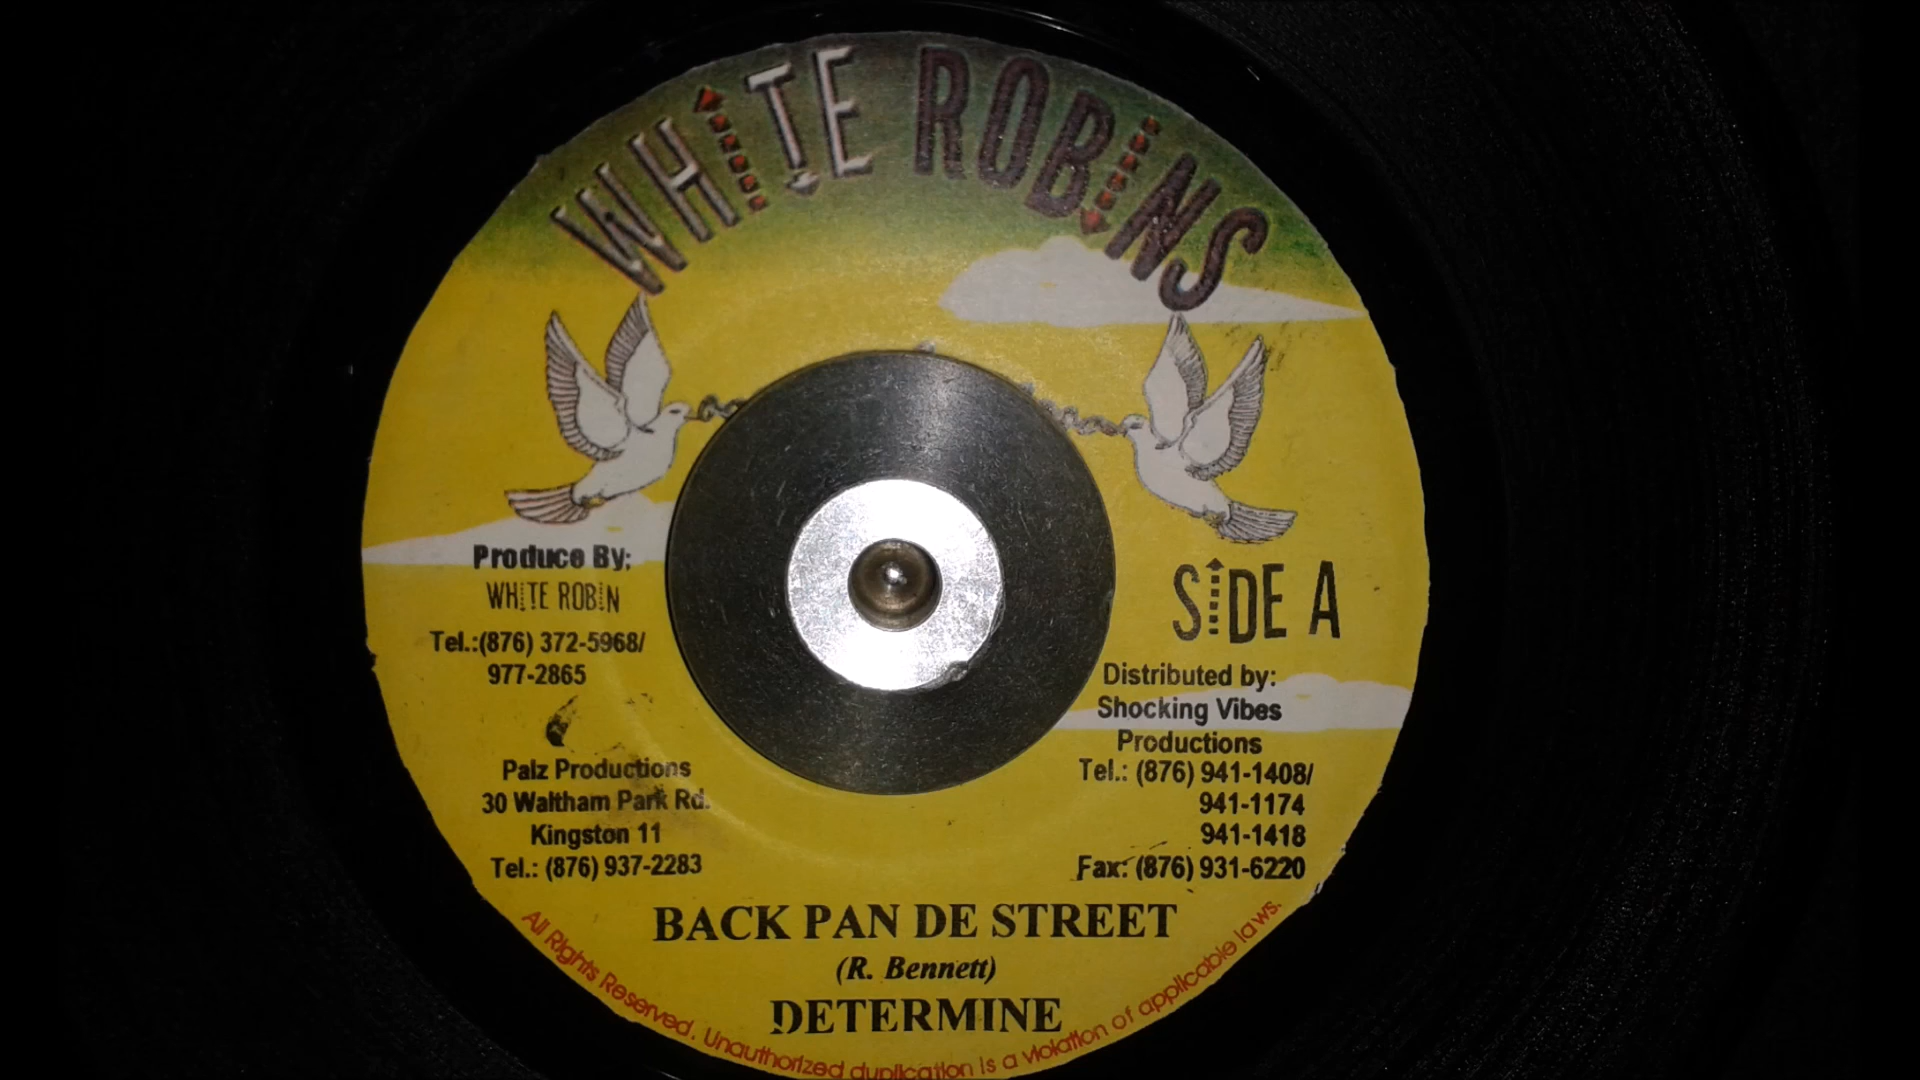 WHITE ROBINS
Produce By;
WHITE ROBIN
Tel.:(876) 372-5968/
977-2865
Palz Productions
30 Waltham Park Rd.
Kingston 11
Tel.: (876) 937-2283
SIDE A
Distributed by:
Shocking Vibes
Productions
Tel.: (876) 941-1408/
941-1174
941-1418
Fax: (876) 931-6220
BACK PAN DE STREET
(R. Bennett)
DETERMINE
All Rights Reserved. Unauthorized duplication is a violation of applicable laws.